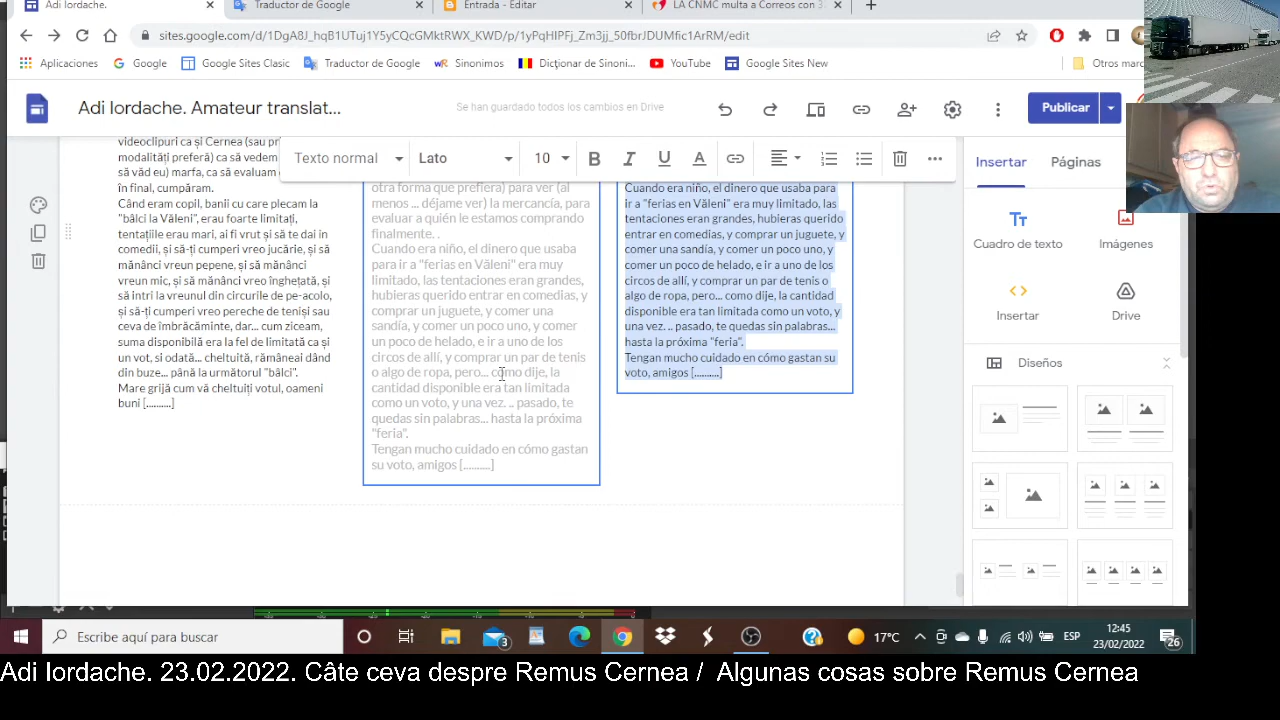 Adi Iordache.
Traductor de Google
Entrada - Editar
LA CNMC multa a Correos con 3
sites.google.com/d/1DgA8J_hqB1UTuj1Y5yCQcGMktRWX_KWD/p/1yPqHIPFj_Zm3jj_50fbrJDUMfic1ArRM/edit
Aplicaciones
Google
Google Sites Clasic
Traductor de Google
Sinonimos
Dicționar de Sinoni...
YouTube
Google Sites New
Otros marc
Adi Iordache. Amateur translat...
Se han guardado todos los cambios en Drive
Publicar
Texto normal
Lato
10
Insertar
Páginas
videoclipuri ca și Cernea (sau pr
modalități preferă) ca să vedem
să văd eu) marfa, ca să evaluam
în final, cumpăram.
Când eram copil, banii cu care plecam la
"bâlci la Văleni", erau foarte limitați,
tentațiile erau mari, ai fi vrut și să te dai în
comedii, și să-ți cumperi vreo jucărie, și să
mănânci vreun pepene, și să mănânci
vreun mic, și să mănânci vreo înghețată, și
să intri la vreunul din circurile de pe-acolo,
și să-ți cumperi vreo pereche de teniși sau
ceva de îmbrăcăminte, dar... cum ziceam,
suma disponibilă era la fel de limitată ca și
un vot, si odată... cheltuită, rămâneai dând
din buze... până la următorul "bâlci".
Mare grijă cum vă cheltuiți votul, oameni
buni [..........]
otra forma que prefiera) para ver (al
menos ... déjame ver) la mercancía, para
evaluar a quién le estamos comprando
finalmente. .
Cuando era niño, el dinero que usaba
para ir a "ferias en Văleni" era muy
limitado, las tentaciones eran grandes,
hubieras querido entrar en comedias, y
comprar un juguete, y comer una
sandía, y comer un poco uno, y comer
un poco de helado, e ir a uno de los
circos de allí, y comprar un par de tenis
o algo de ropa, pero... como dije, la
cantidad disponible era tan limitada
como un voto, y una vez. .. pasado, te
quedas sin palabras... hasta la próxima
"feria".
Tengan mucho cuidado en cómo gastan
su voto, amigos [..........]
Cuando era niño, el dinero que usaba para
ir a "ferias en Văleni" era muy limitado, las
tentaciones eran grandes, hubieras querido
entrar en comedias, y comprar un juguete, y
comer una sandía, y comer un poco uno, y
comer un poco de helado, e ir a uno de los
circos de allí, y comprar un par de tenis o
algo de ropa, pero... como dije, la cantidad
disponible era tan limitada como un voto, y
una vez. .. pasado, te quedas sin palabras...
hasta la próxima "feria".
Tengan mucho cuidado en cómo gastan su
voto, amigos [..........]
Cuadro de texto
Imágenes
Insertar
Drive
Diseños
Escribe aquí para buscar
3
17°C
ESP
12:45
23/02/2022
26
Adi Iordache. 23.02.2022. Câte ceva despre Remus Cernea / Algunas cosas sobre Remus Cernea